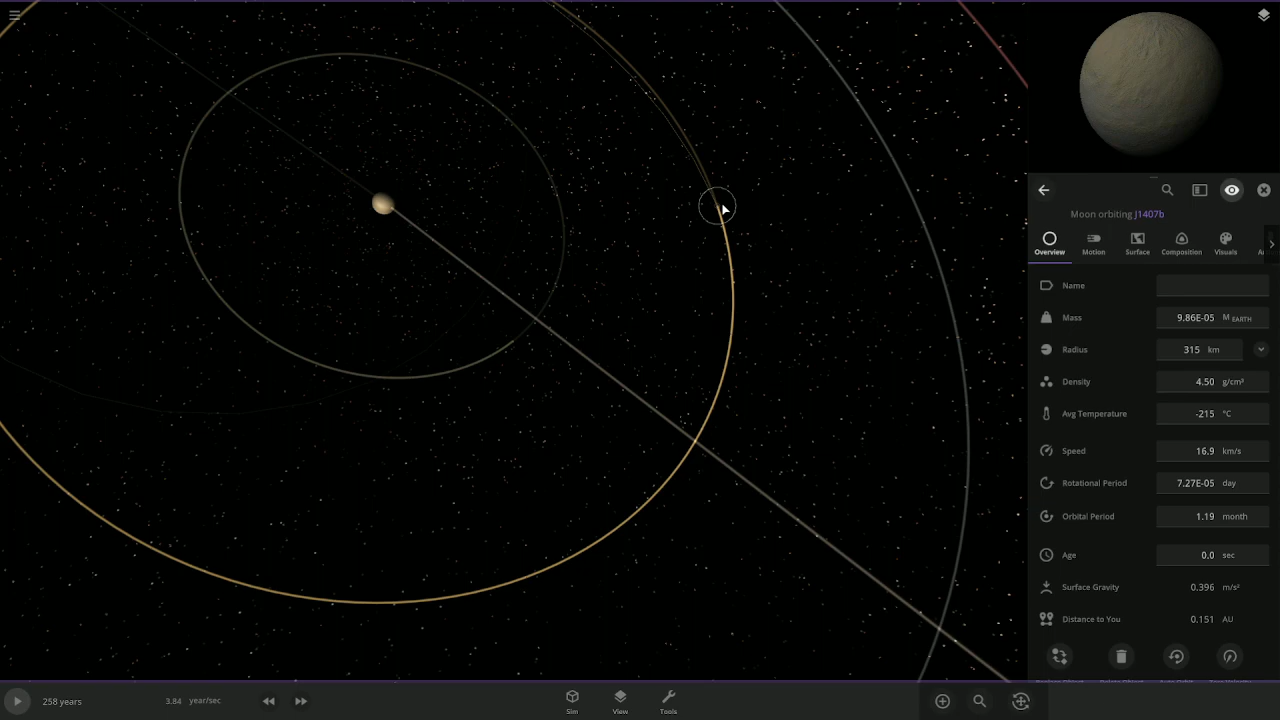 Moon orbiting J1407b
Overview Motion Surface Composition Visuals
Name
Mass 9.86E-05 M EARTH
Radius 315 km
Density 4.50 g/cm³
Avg Temperature -215 °C
Speed 16.9 km/s
Rotational Period 7.27E-05 day
Orbital Period 1.19 month
Age 0.0 sec
Surface Gravity 0.396 m/s²
Distance to You 0.151 AU
258 years 3.84 year/sec Sim View Tools